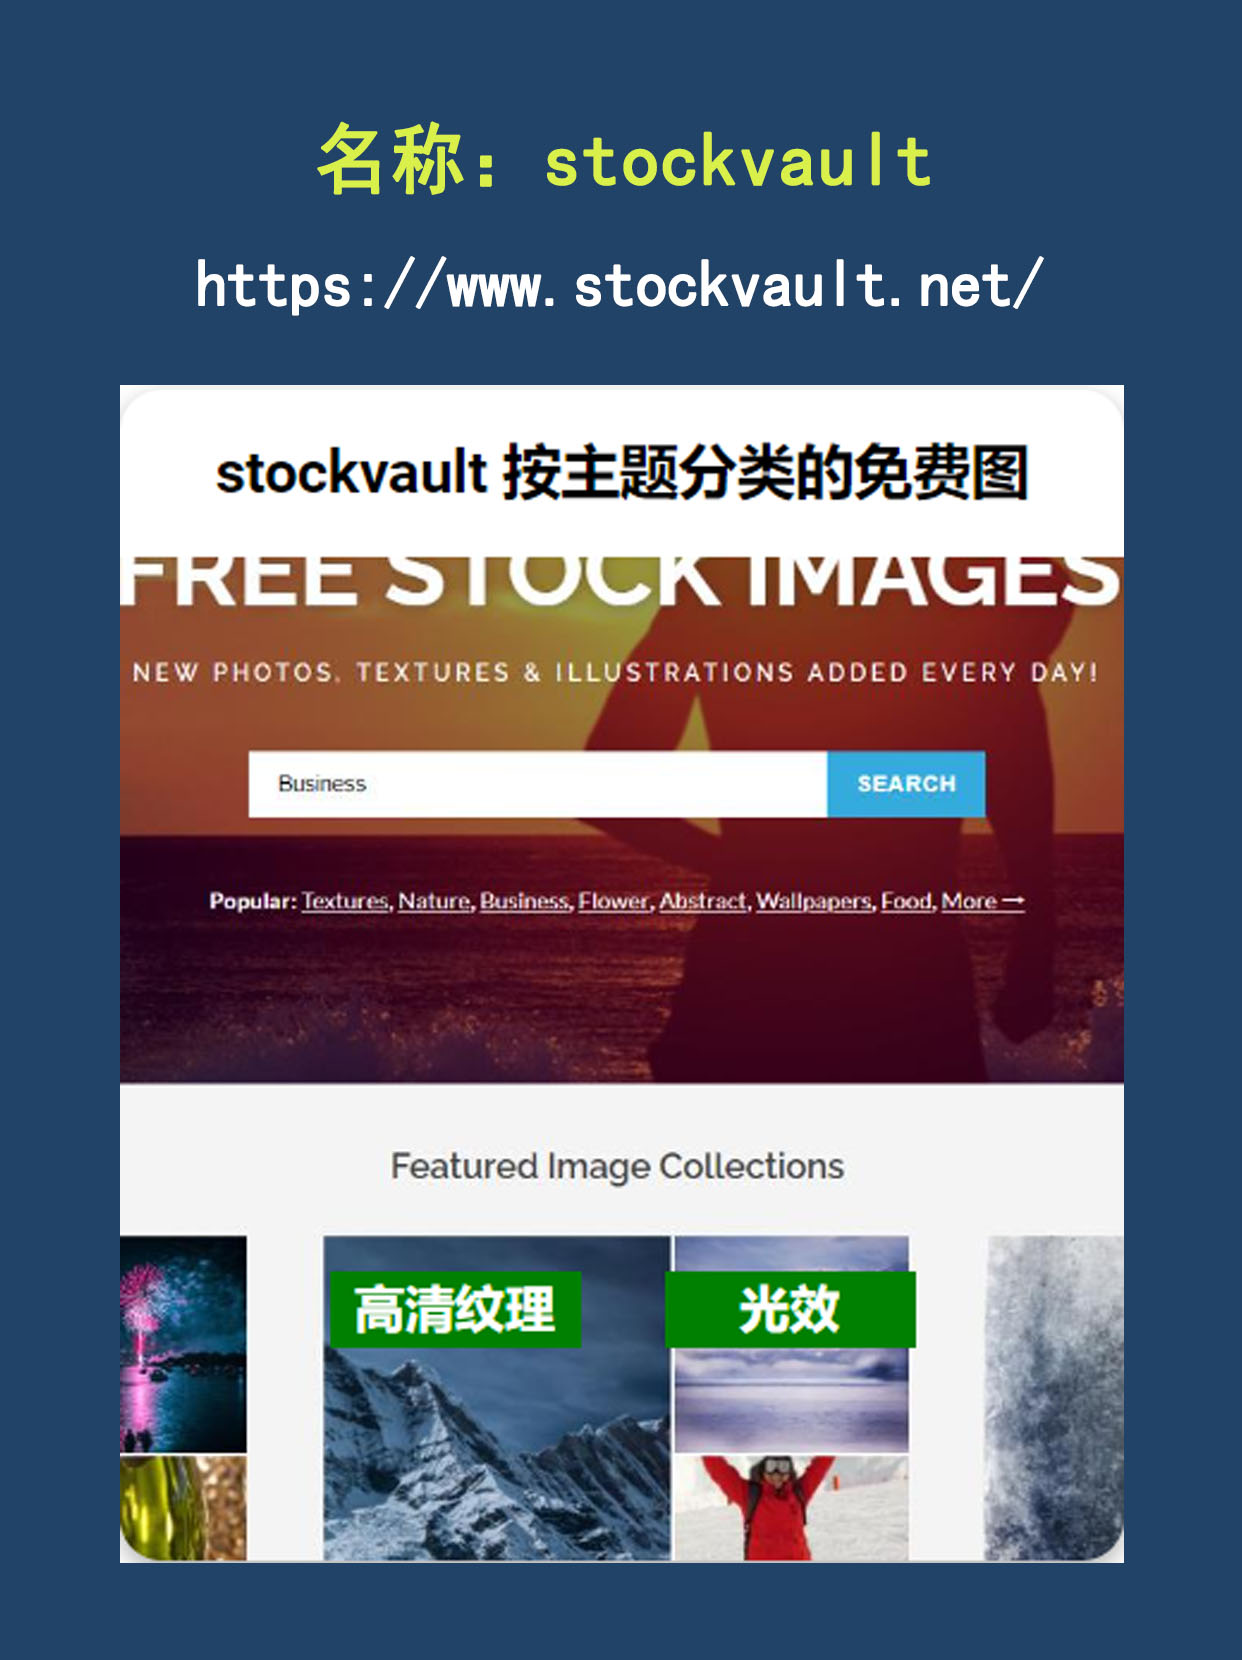 名称：stockvault
https://www.stockvault.net/
stockvault 按主题分类的免费图
FREE STOCK IMAGES
NEW PHOTOS, TEXTURES & ILLUSTRATIONS ADDED EVERY DAY!
Business SEARCH
Popular: Textures, Nature, Business, Flower, Abstract, Wallpapers, Food, More →
Featured Image Collections
高清纹理 光效